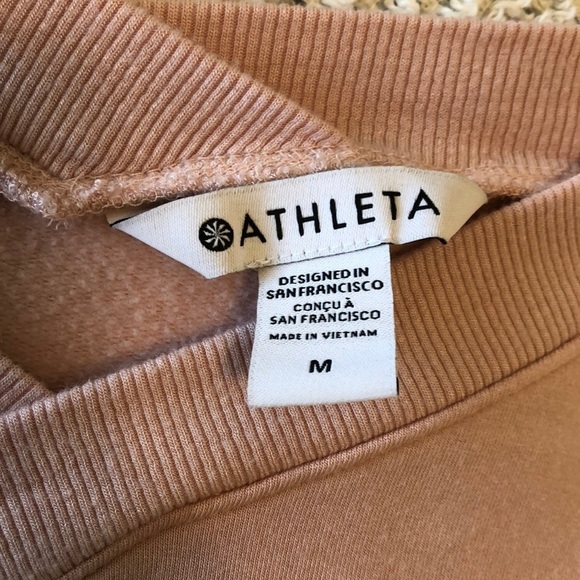 ATHLETA
DESIGNED IN
SAN FRANCISCO
CONÇU À
SAN FRANCISCO
MADE IN VIETNAM
M